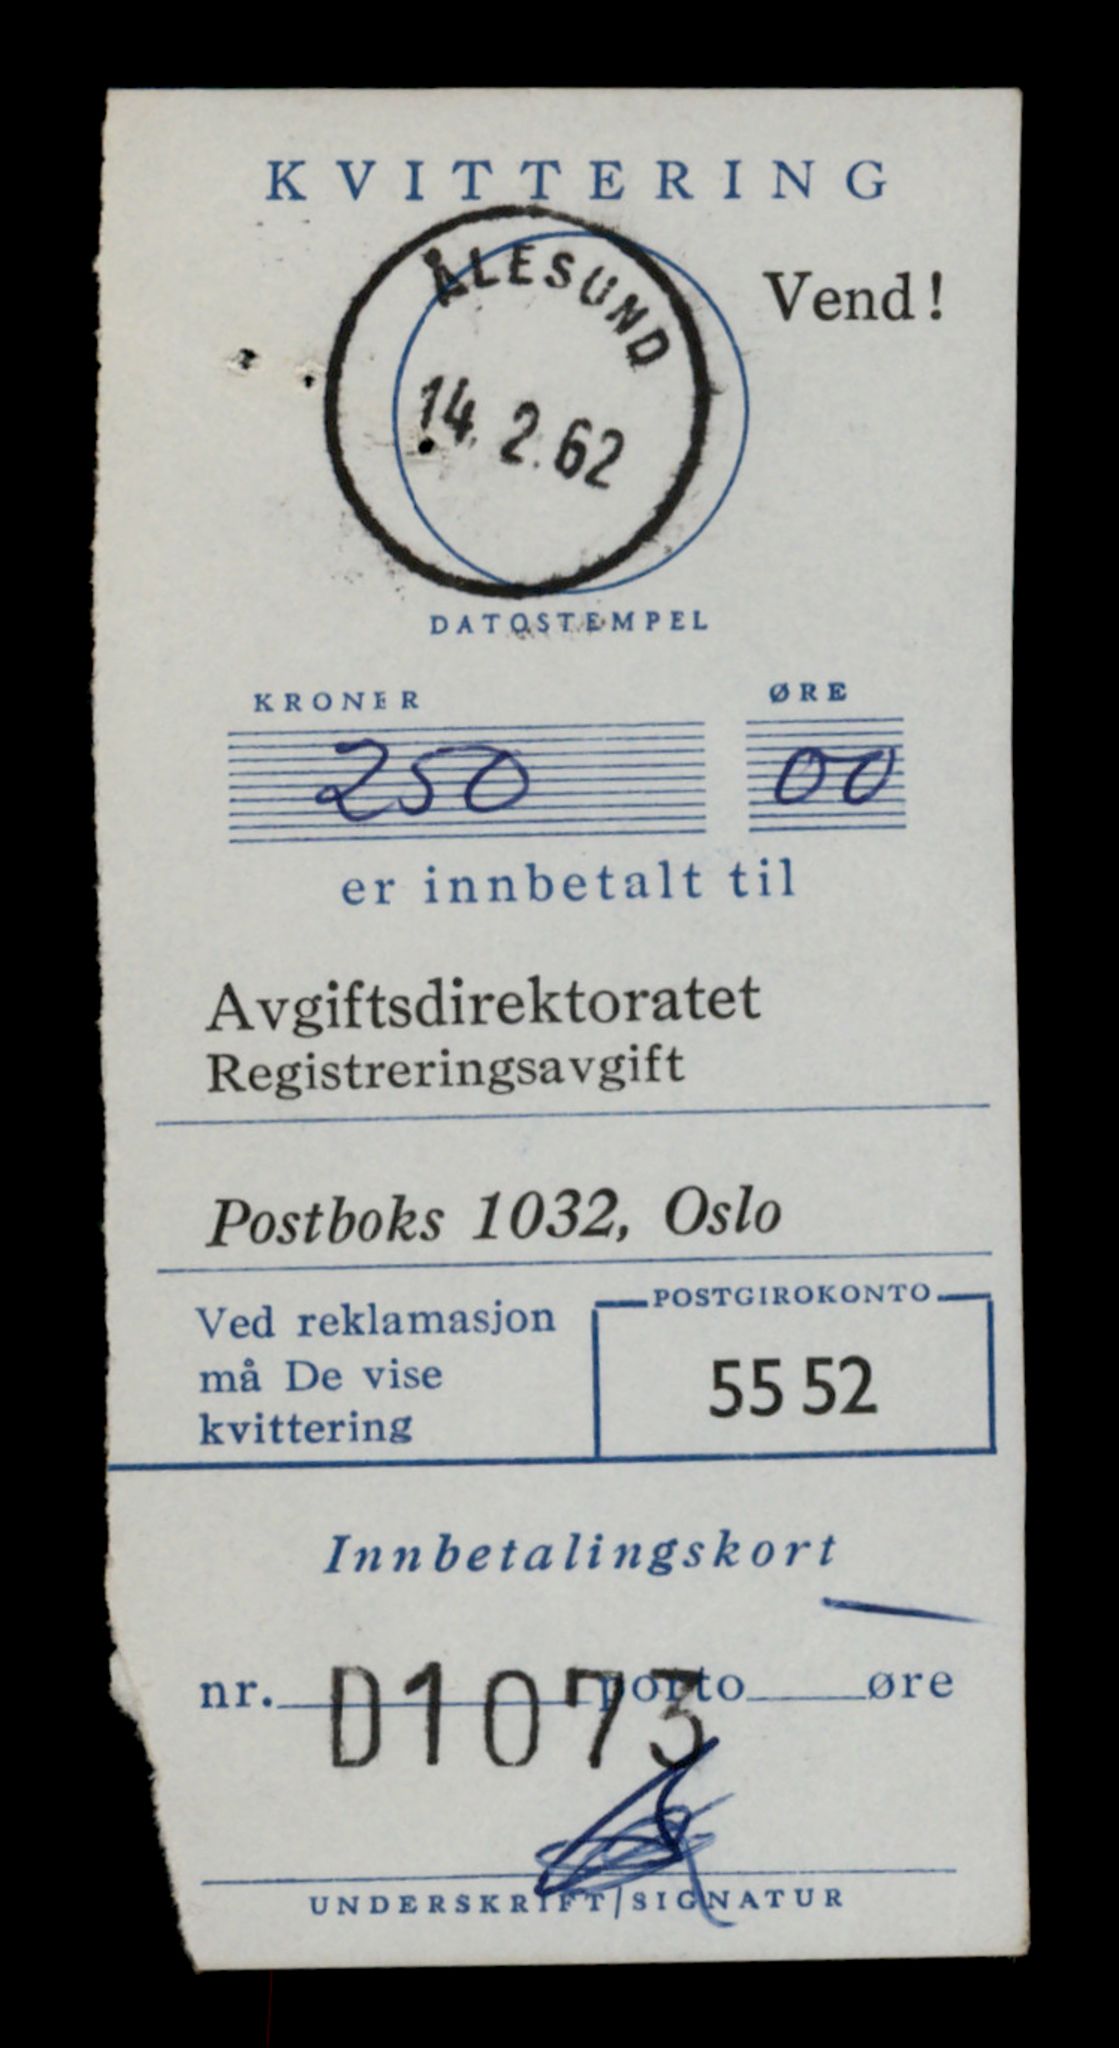 KVITTERING
Vend!
ÅLESUND
14.2.62
DATOSTEMPEL
KRONER ØRE
250 00
er innbetalt til
Avgiftsdirektoratet
Registreringsavgift
Postboks 1032, Oslo
Ved reklamasjon
må De vise
kvittering
POSTGIROKONTO
55 52
Innbetalingskort
nr. D1073 porto øre
UNDERSKRIFT/SIGNATUR